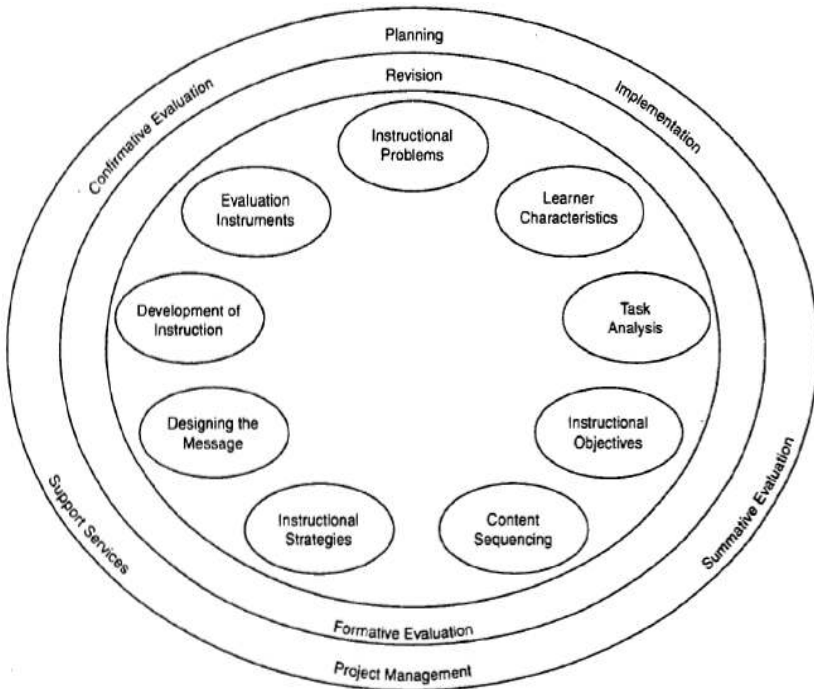 Planning
Revision
Confirmative Evaluation
Implementation
Instructional
Problems
Evaluation
Instruments
Learner
Characteristics
Development of
Instruction
Task
Analysis
Designing the
Message
Instructional
Objectives
Instructional
Strategies
Content
Sequencing
Support Services
Summative Evaluation
Formative Evaluation
Project Management